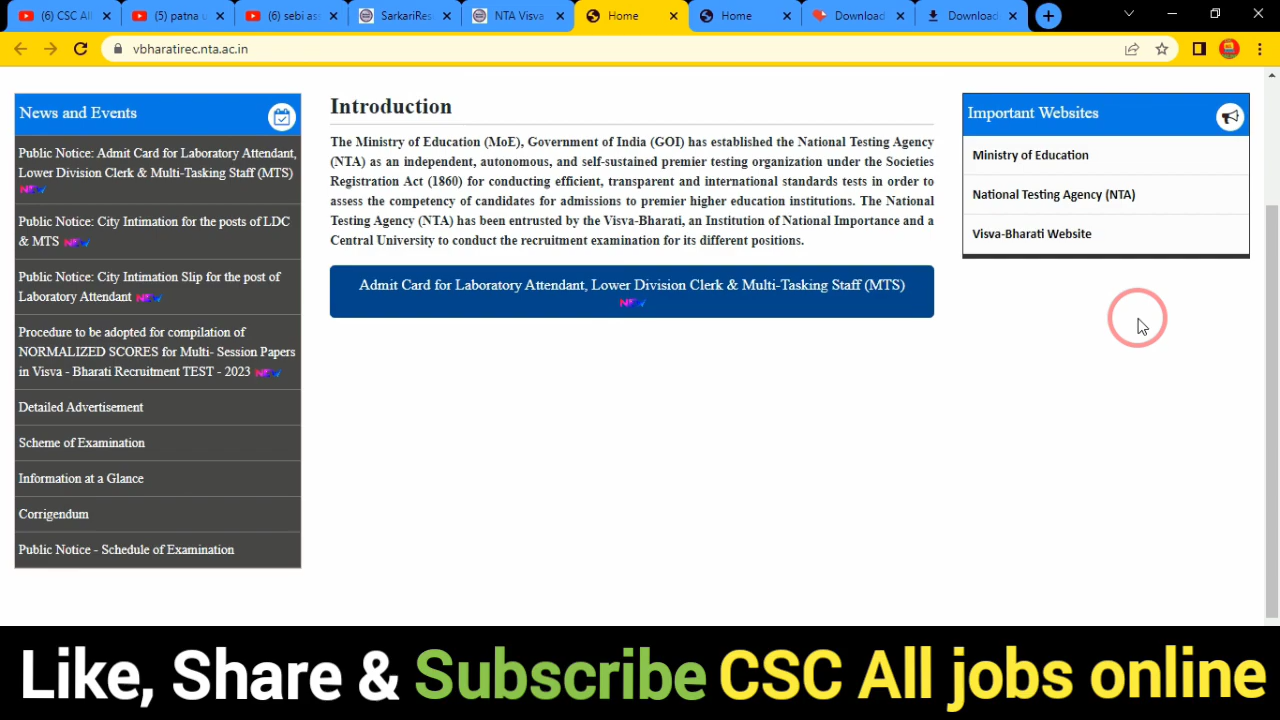 (6) CSC All
(5) patna u
(6) sebi as
SarkariRes
NTA Visva
Home
Home
Download
Download
vbharatirec.nta.ac.in
News and Events
Public Notice: Admit Card for Laboratory Attendant,
Lower Division Clerk & Multi-Tasking Staff (MTS)
NEW
Public Notice: City Intimation for the posts of LDC
& MTS NEW
Public Notice: City Intimation Slip for the post of
Laboratory Attendant NEW
Procedure to be adopted for compilation of
NORMALIZED SCORES for Multi- Session Papers
in Visva - Bharati Recruitment TEST - 2023 NEW
Detailed Advertisement
Scheme of Examination
Information at a Glance
Corrigendum
Public Notice - Schedule of Examination
Introduction
The Ministry of Education (MoE), Government of India (GOI) has established the National Testing Agency
(NTA) as an independent, autonomous, and self-sustained premier testing organization under the Societies
Registration Act (1860) for conducting efficient, transparent and international standards tests in order to
assess the competency of candidates for admissions to premier higher education institutions. The National
Testing Agency (NTA) has been entrusted by the Visva-Bharati, an Institution of National Importance and a
Central University to conduct the recruitment examination for its different positions.
Admit Card for Laboratory Attendant, Lower Division Clerk & Multi-Tasking Staff (MTS)
NEW
Important Websites
Ministry of Education
National Testing Agency (NTA)
Visva-Bharati Website
Like, Share & Subscribe CSC All jobs online